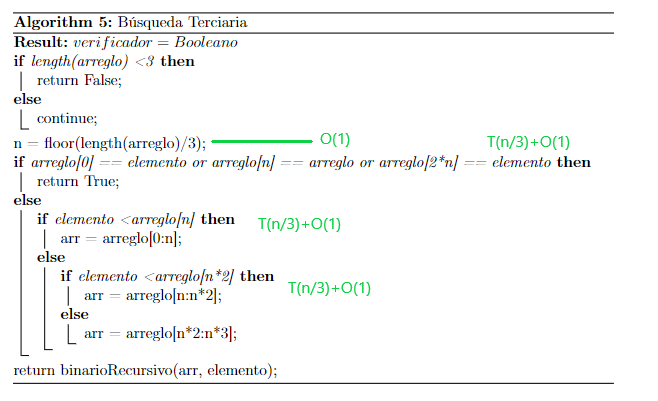 Algorithm 5: Búsqueda Terciaria
Result: verificador = Booleano
if length(arreglo) <3 then
return False;
else
continue;
n = floor(length(arreglo)/3); O(1) T(n/3)+O(1)
if arreglo[0] == elemento or arreglo[n] == arreglo or arreglo[2*n] == elemento then
return True;
else
if elemento <arreglo[n] then T(n/3)+O(1)
arr = arreglo[0:n];
else
if elemento <arreglo[n*2] then T(n/3)+O(1)
arr = arreglo[n:n*2];
else
arr = arreglo[n*2:n*3];
return binarioRecursivo(arr, elemento);